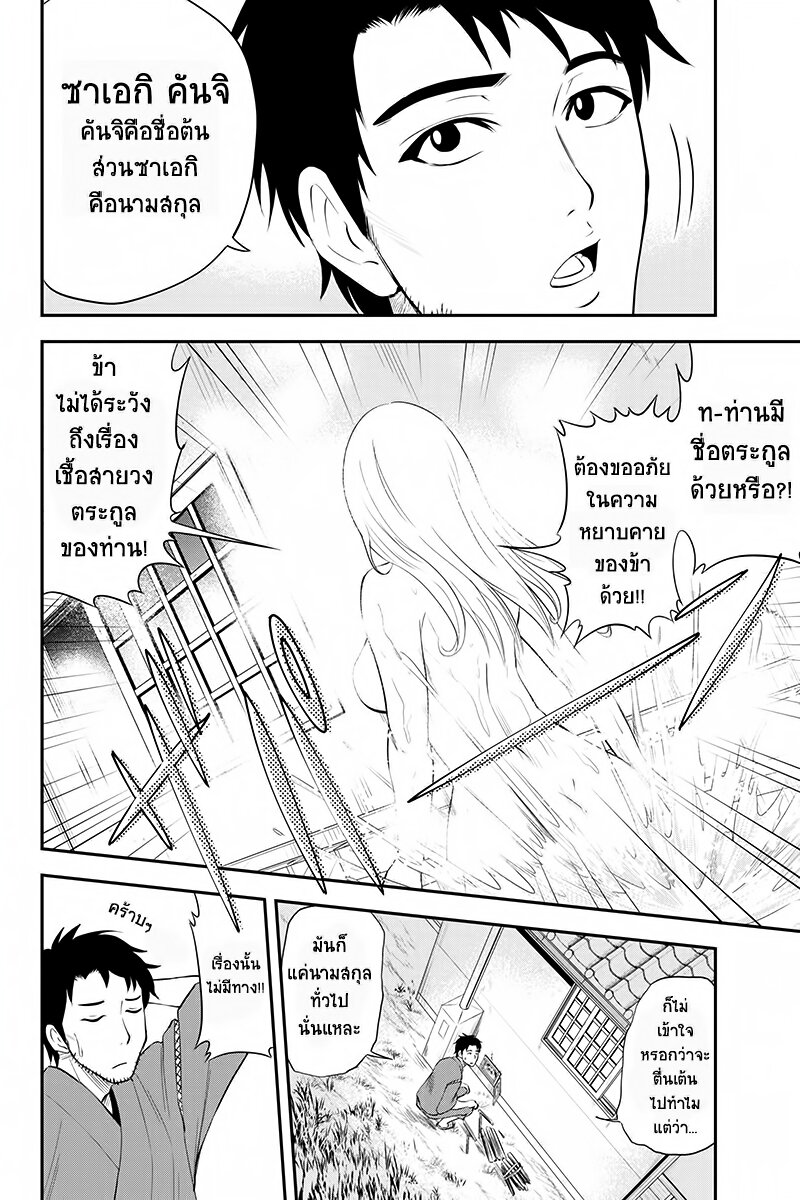 ซาเอกิ คันจิ
คันจิคือชื่อต้น
ส่วนซาเอกิ
คือนามสกุล
ท-ท่านมี
ชื่อตระกูล
ด้วยหรือ?!
ต้องขออภัย
ในความ
หยาบคาย
ของข้า
ด้วย!!
ข้า
ไม่ได้ระวัง
ถึงเรื่อง
เชื้อสายวง
ตระกูล
ของท่าน!
ก็ไม่
เข้าใจ
หรอกว่าจะ
ตื่นเต้น
ไปทำไม
แต่ว่า...
มันก็
แค่นามสกุล
ทั่วไป
นั่นแหละ
เรื่องนั้น
ไม่มีทาง!!
คร้าบๆ